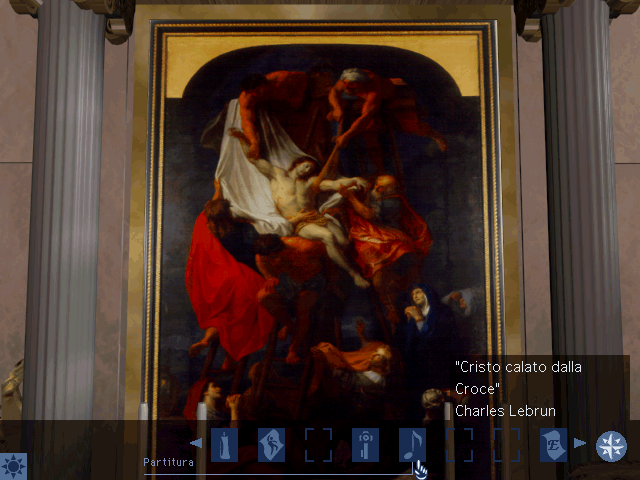 "Cristo calato dalla
Croce"
Charles Lebrun
Partitura
E